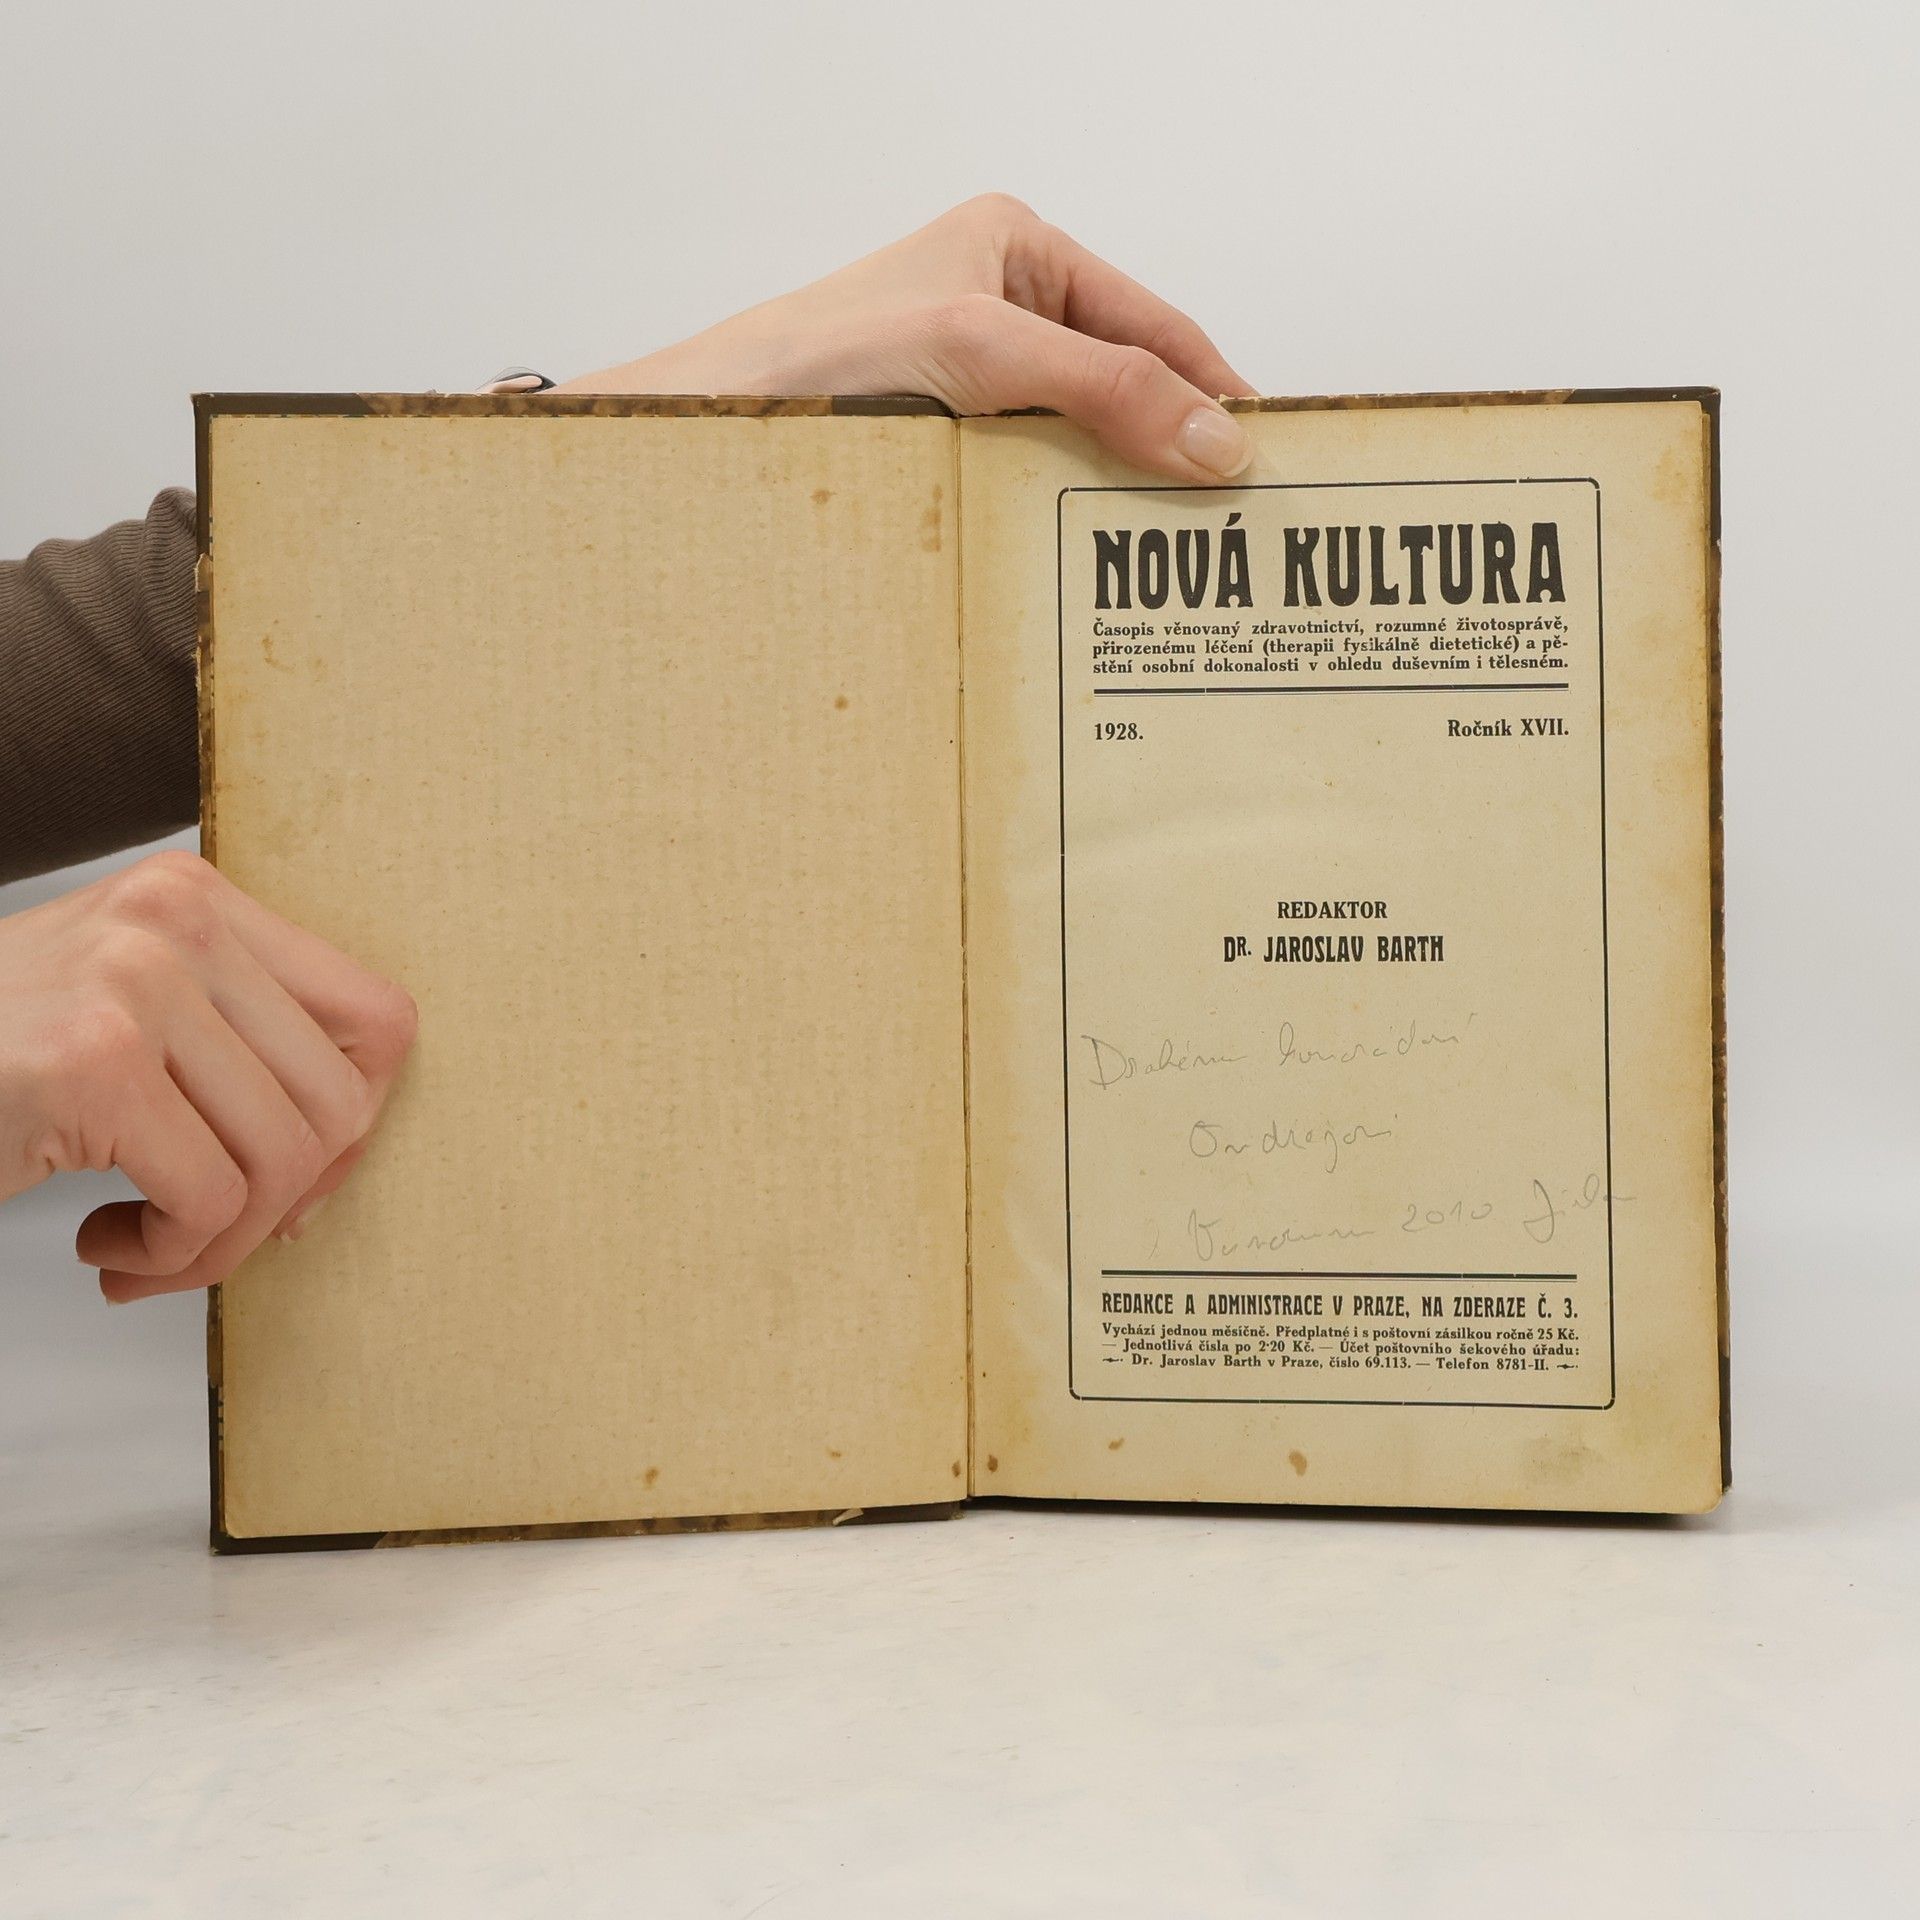 NOVÁ KULTURA
Časopis věnovaný zdravotnictví, rozumné životosprávě,
přirozenému léčení (therapii fysikálně dietetické) a pě-
stění osobní dokonalosti v ohledu duševním i tělesném.
1928. Ročník XVII.
REDAKTOR
DR. JAROSLAV BARTH
Drahému kamarádovi
Ondrejovi
2010
REDAKCE A ADMINISTRACE V PRAZE, NA ZDERAZE Č. 3.
Vychází jednou měsíčně. Předplatné i s poštovní zásilkou ročně 25 Kč.
— Jednotlivá čísla po 2·20 Kč. — Účet poštovního šekového úřadu:
Dr. Jaroslav Barth v Praze, číslo 69.113. — Telefon 8781-II.